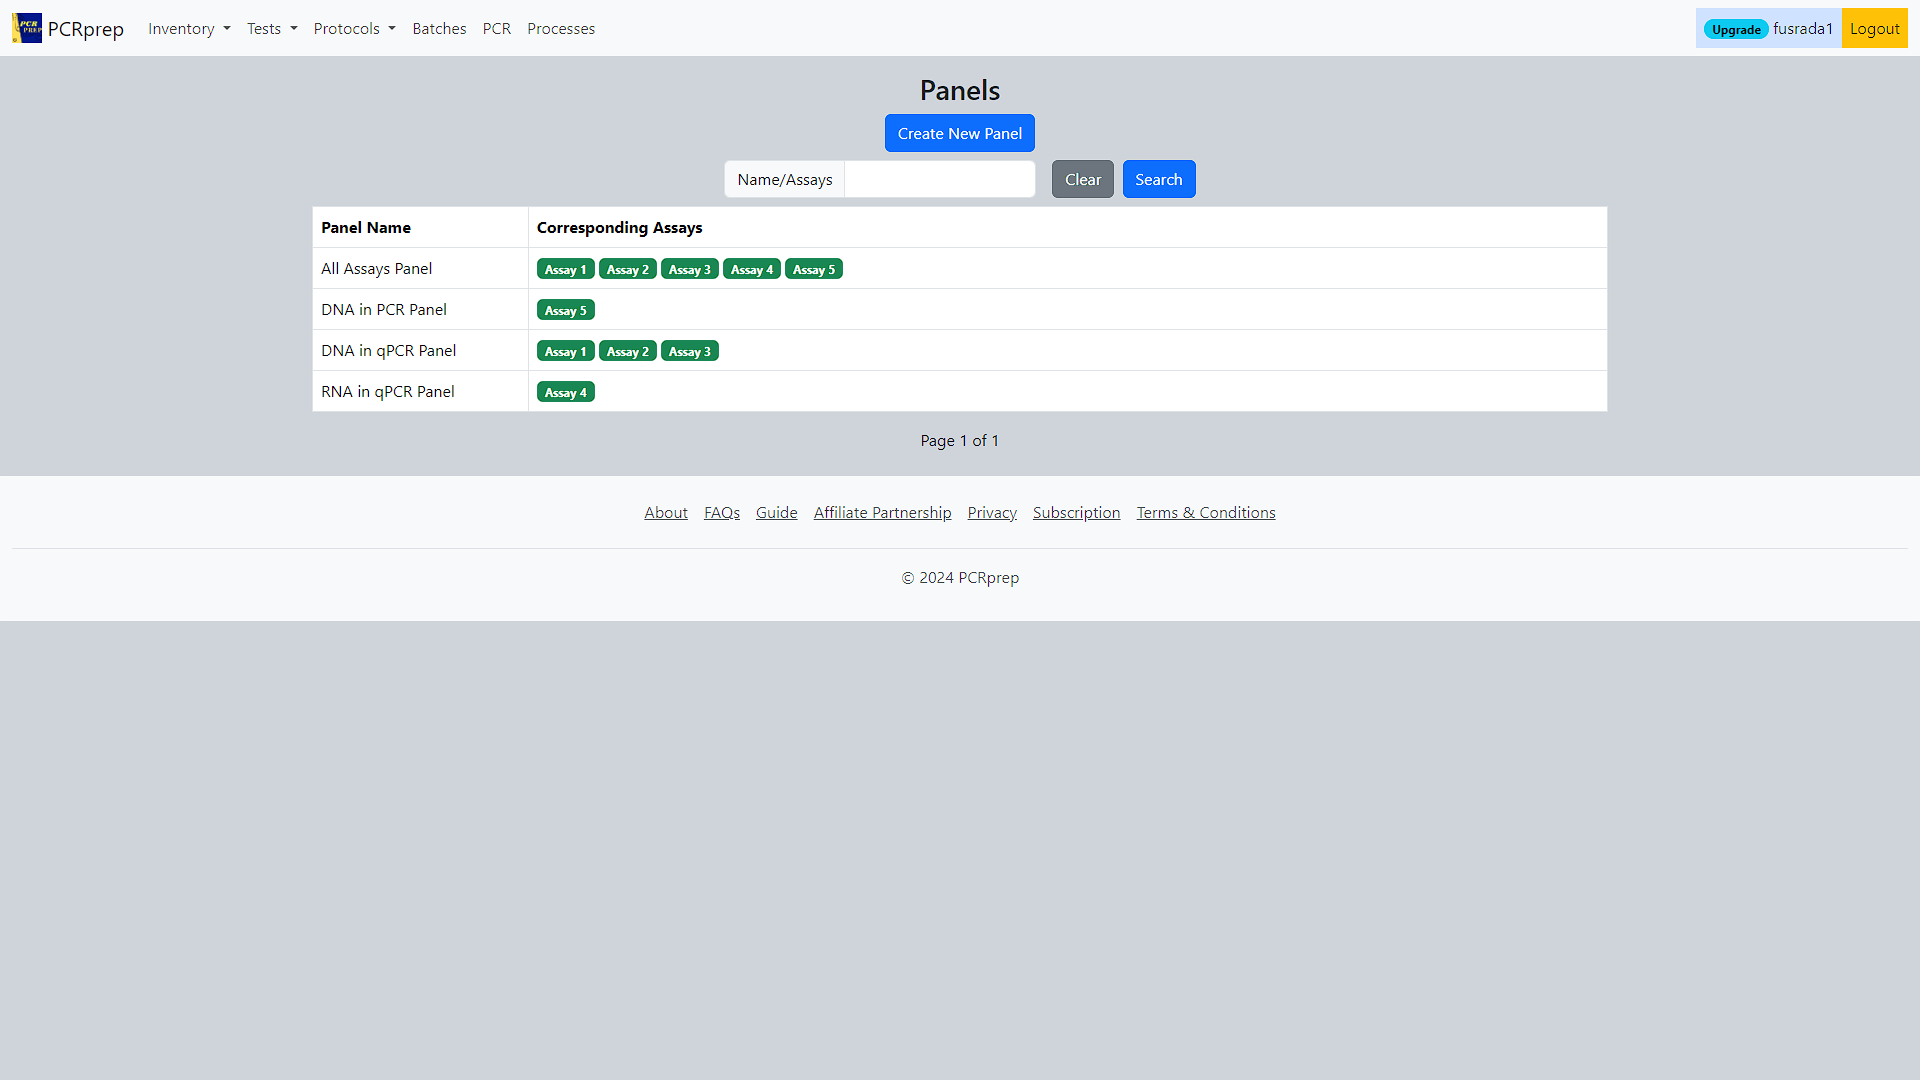 PCR PREP PCRprep Inventory Tests Protocols Batches PCR Processes Upgrade fusrada1 Logout
Panels
Create New Panel
Name/Assays Clear Search
Panel Name Corresponding Assays
All Assays Panel Assay 1 Assay 2 Assay 3 Assay 4 Assay 5
DNA in PCR Panel Assay 5
DNA in qPCR Panel Assay 1 Assay 2 Assay 3
RNA in qPCR Panel Assay 4
Page 1 of 1
About FAQs Guide Affiliate Partnership Privacy Subscription Terms & Conditions
© 2024 PCRprep